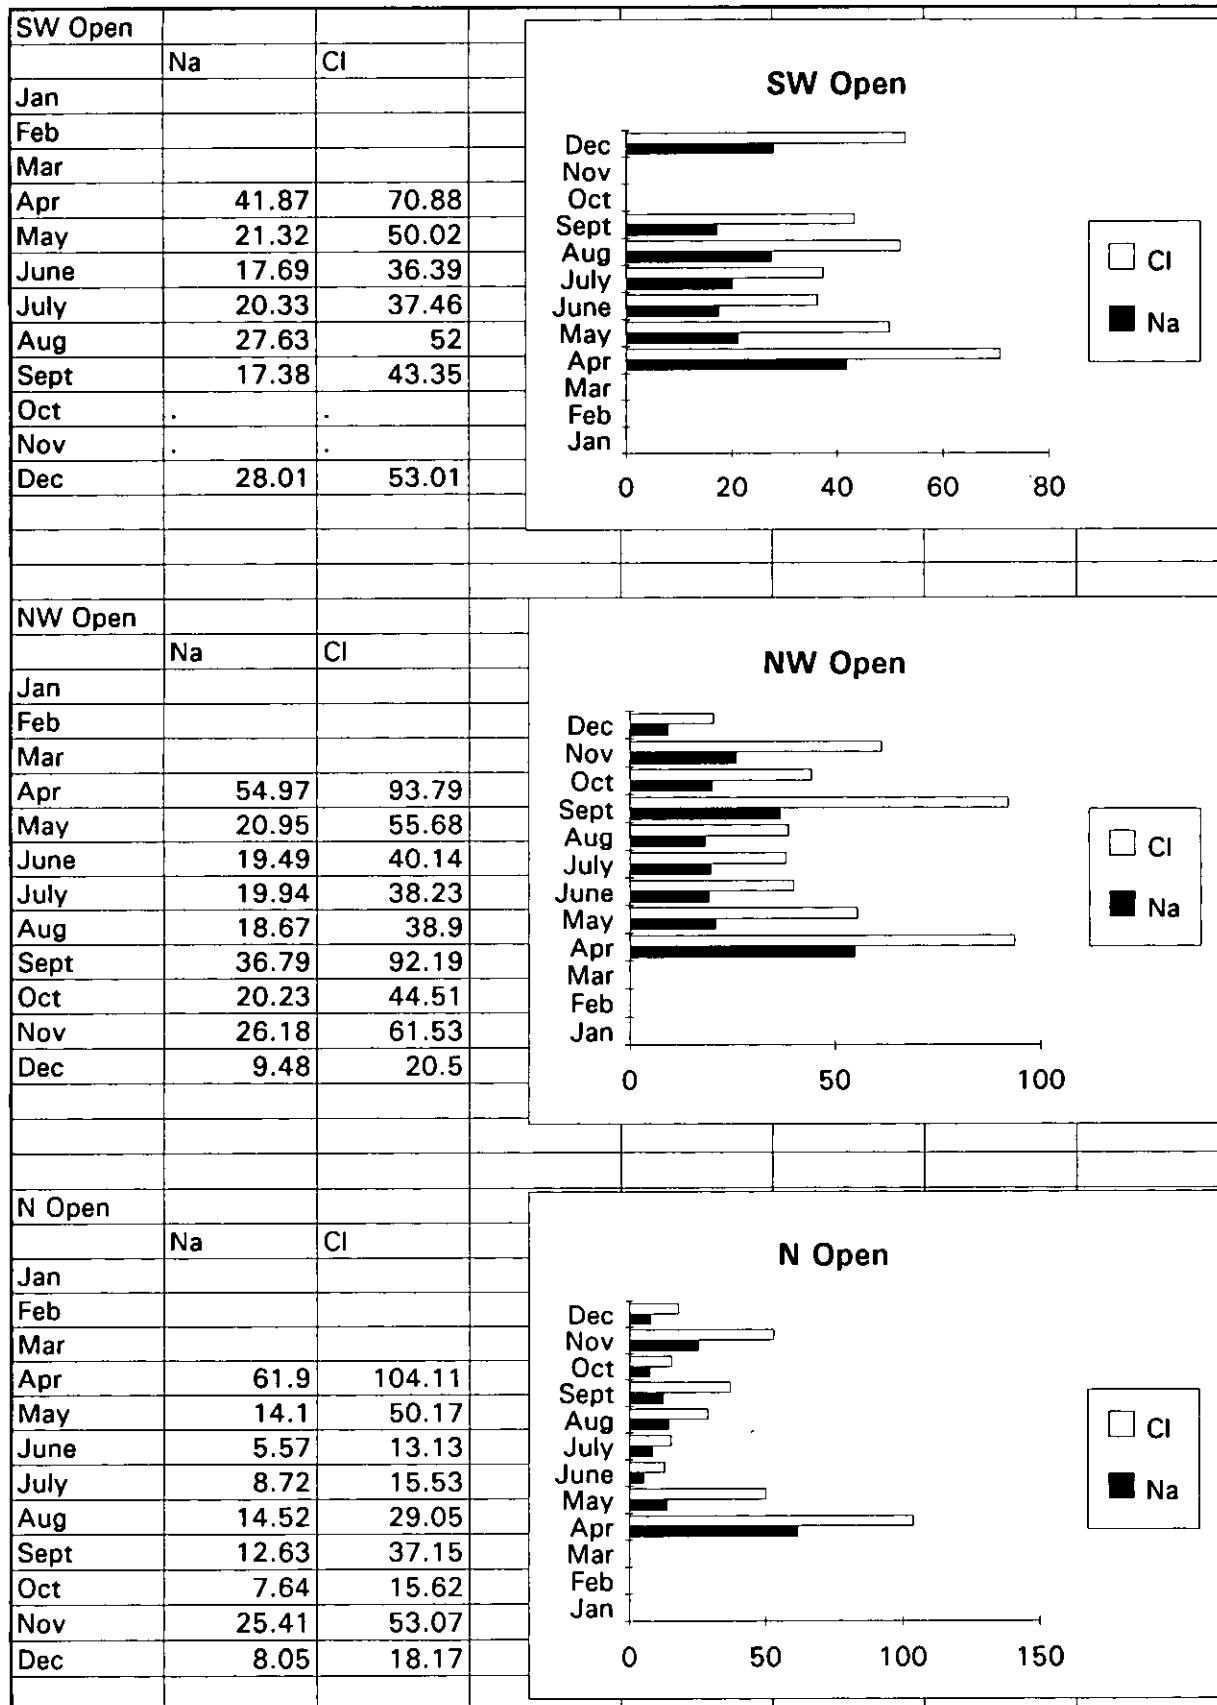 SW Open
Na Cl
Jan
Feb
Mar
Apr 41.87 70.88
May 21.32 50.02
June 17.69 36.39
July 20.33 37.46
Aug 27.63 52
Sept 17.38 43.35
Oct . .
Nov . .
Dec 28.01 53.01
SW Open
Dec
Nov
Oct
Sept
Aug
July
June
May
Apr
Mar
Feb
Jan
0 20 40 60 80
Cl
Na
NW Open
Na Cl
Jan
Feb
Mar
Apr 54.97 93.79
May 20.95 55.68
June 19.49 40.14
July 19.94 38.23
Aug 18.67 38.9
Sept 36.79 92.19
Oct 20.23 44.51
Nov 26.18 61.53
Dec 9.48 20.5
NW Open
Dec
Nov
Oct
Sept
Aug
July
June
May
Apr
Mar
Feb
Jan
0 50 100
Cl
Na
N Open
Na Cl
Jan
Feb
Mar
Apr 61.9 104.11
May 14.1 50.17
June 5.57 13.13
July 8.72 15.53
Aug 14.52 29.05
Sept 12.63 37.15
Oct 7.64 15.62
Nov 25.41 53.07
Dec 8.05 18.17
N Open
Dec
Nov
Oct
Sept
Aug
July
June
May
Apr
Mar
Feb
Jan
0 50 100 150
Cl
Na